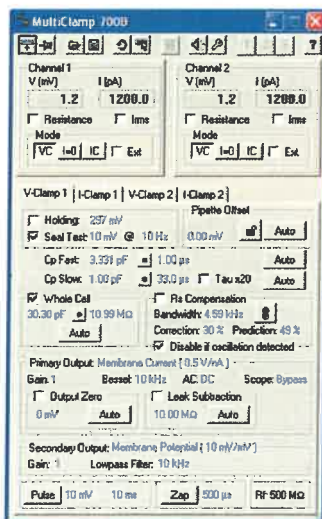 MultiClamp 700B
?
Channel 1
V (mV) I (pA)
1.2 1200.0
Resistance Irms
Mode
VC I=0 IC Ext
Channel 2
V (mV) I (pA)
1.2 1200.0
Resistance Irms
Mode
VC I=0 IC Ext
V-Clamp 1 I-Clamp 1 V-Clamp 2 I-Clamp 2
Holding: 297 mV
Seal Test: 10 mV @ 10 Hz
Pipette Offset
0.00 mV Auto
Cp Fast: 3.331 pF 1.00 µs Auto
Cp Slow: 1.00 pF 33.0 µs Tau x20 Auto
Whole Cell
30.30 pF 10.99 MΩ
Auto
Rs Compensation
Bandwidth: 4.59 kHz
Correction: 30 % Prediction: 49 %
Disable if oscillation detected
Primary Output: Membrane Current ( 0.5 V/nA )
Gain: 1 Bessel: 10 kHz AC: DC Scope: Bypass
Output Zero
0 mV Auto
Leak Subtraction
10.00 MΩ Auto
Secondary Output: Membrane Potential ( 10 mV/mV )
Gain: 1 Lowpass Filter: 10 kHz
Pulse 10 mV 10 ms Zap 500 µs Rf 500 MΩ